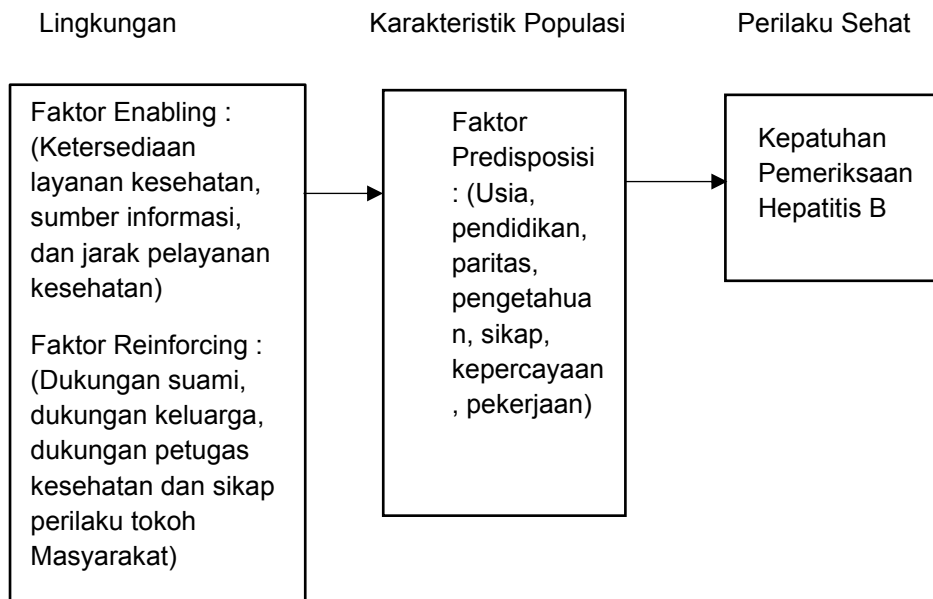 Lingkungan
Karakteristik Populasi
Perilaku Sehat
Faktor Enabling :
(Ketersediaan
layanan kesehatan,
sumber informasi,
dan jarak pelayanan
kesehatan)
Faktor Reinforcing :
(Dukungan suami,
dukungan keluarga,
dukungan petugas
kesehatan dan sikap
perilaku tokoh
Masyarakat)
Faktor
Predisposisi
: (Usia,
pendidikan,
paritas,
pengetahua
n, sikap,
kepercayaan
, pekerjaan)
Kepatuhan
Pemeriksaan
Hepatitis B